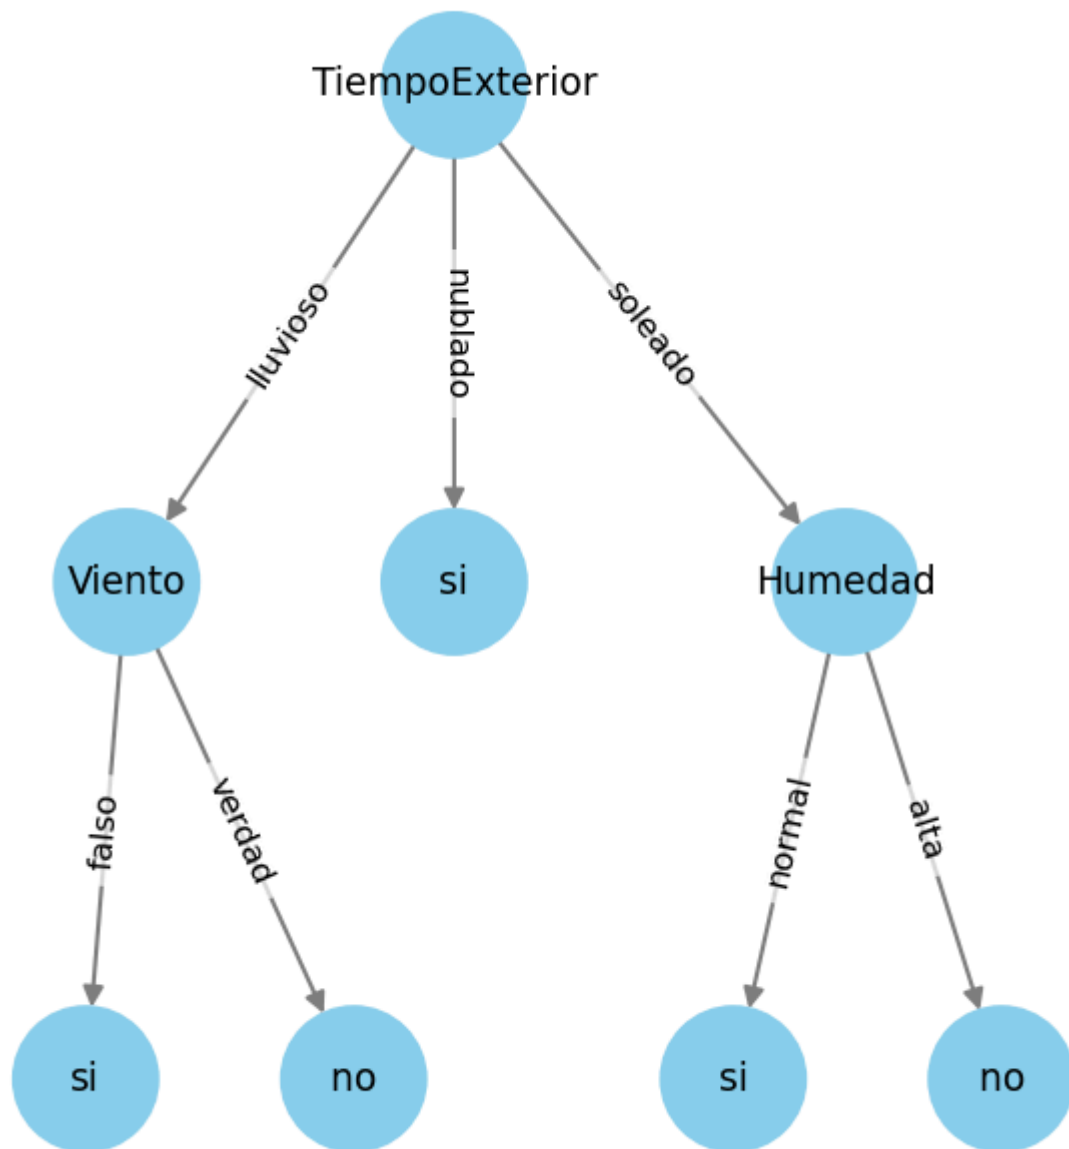 TiempoExterior
lluvioso
nublado
soleado
Viento
si
Humedad
falso
verdad
normal
alta
si
no
si
no